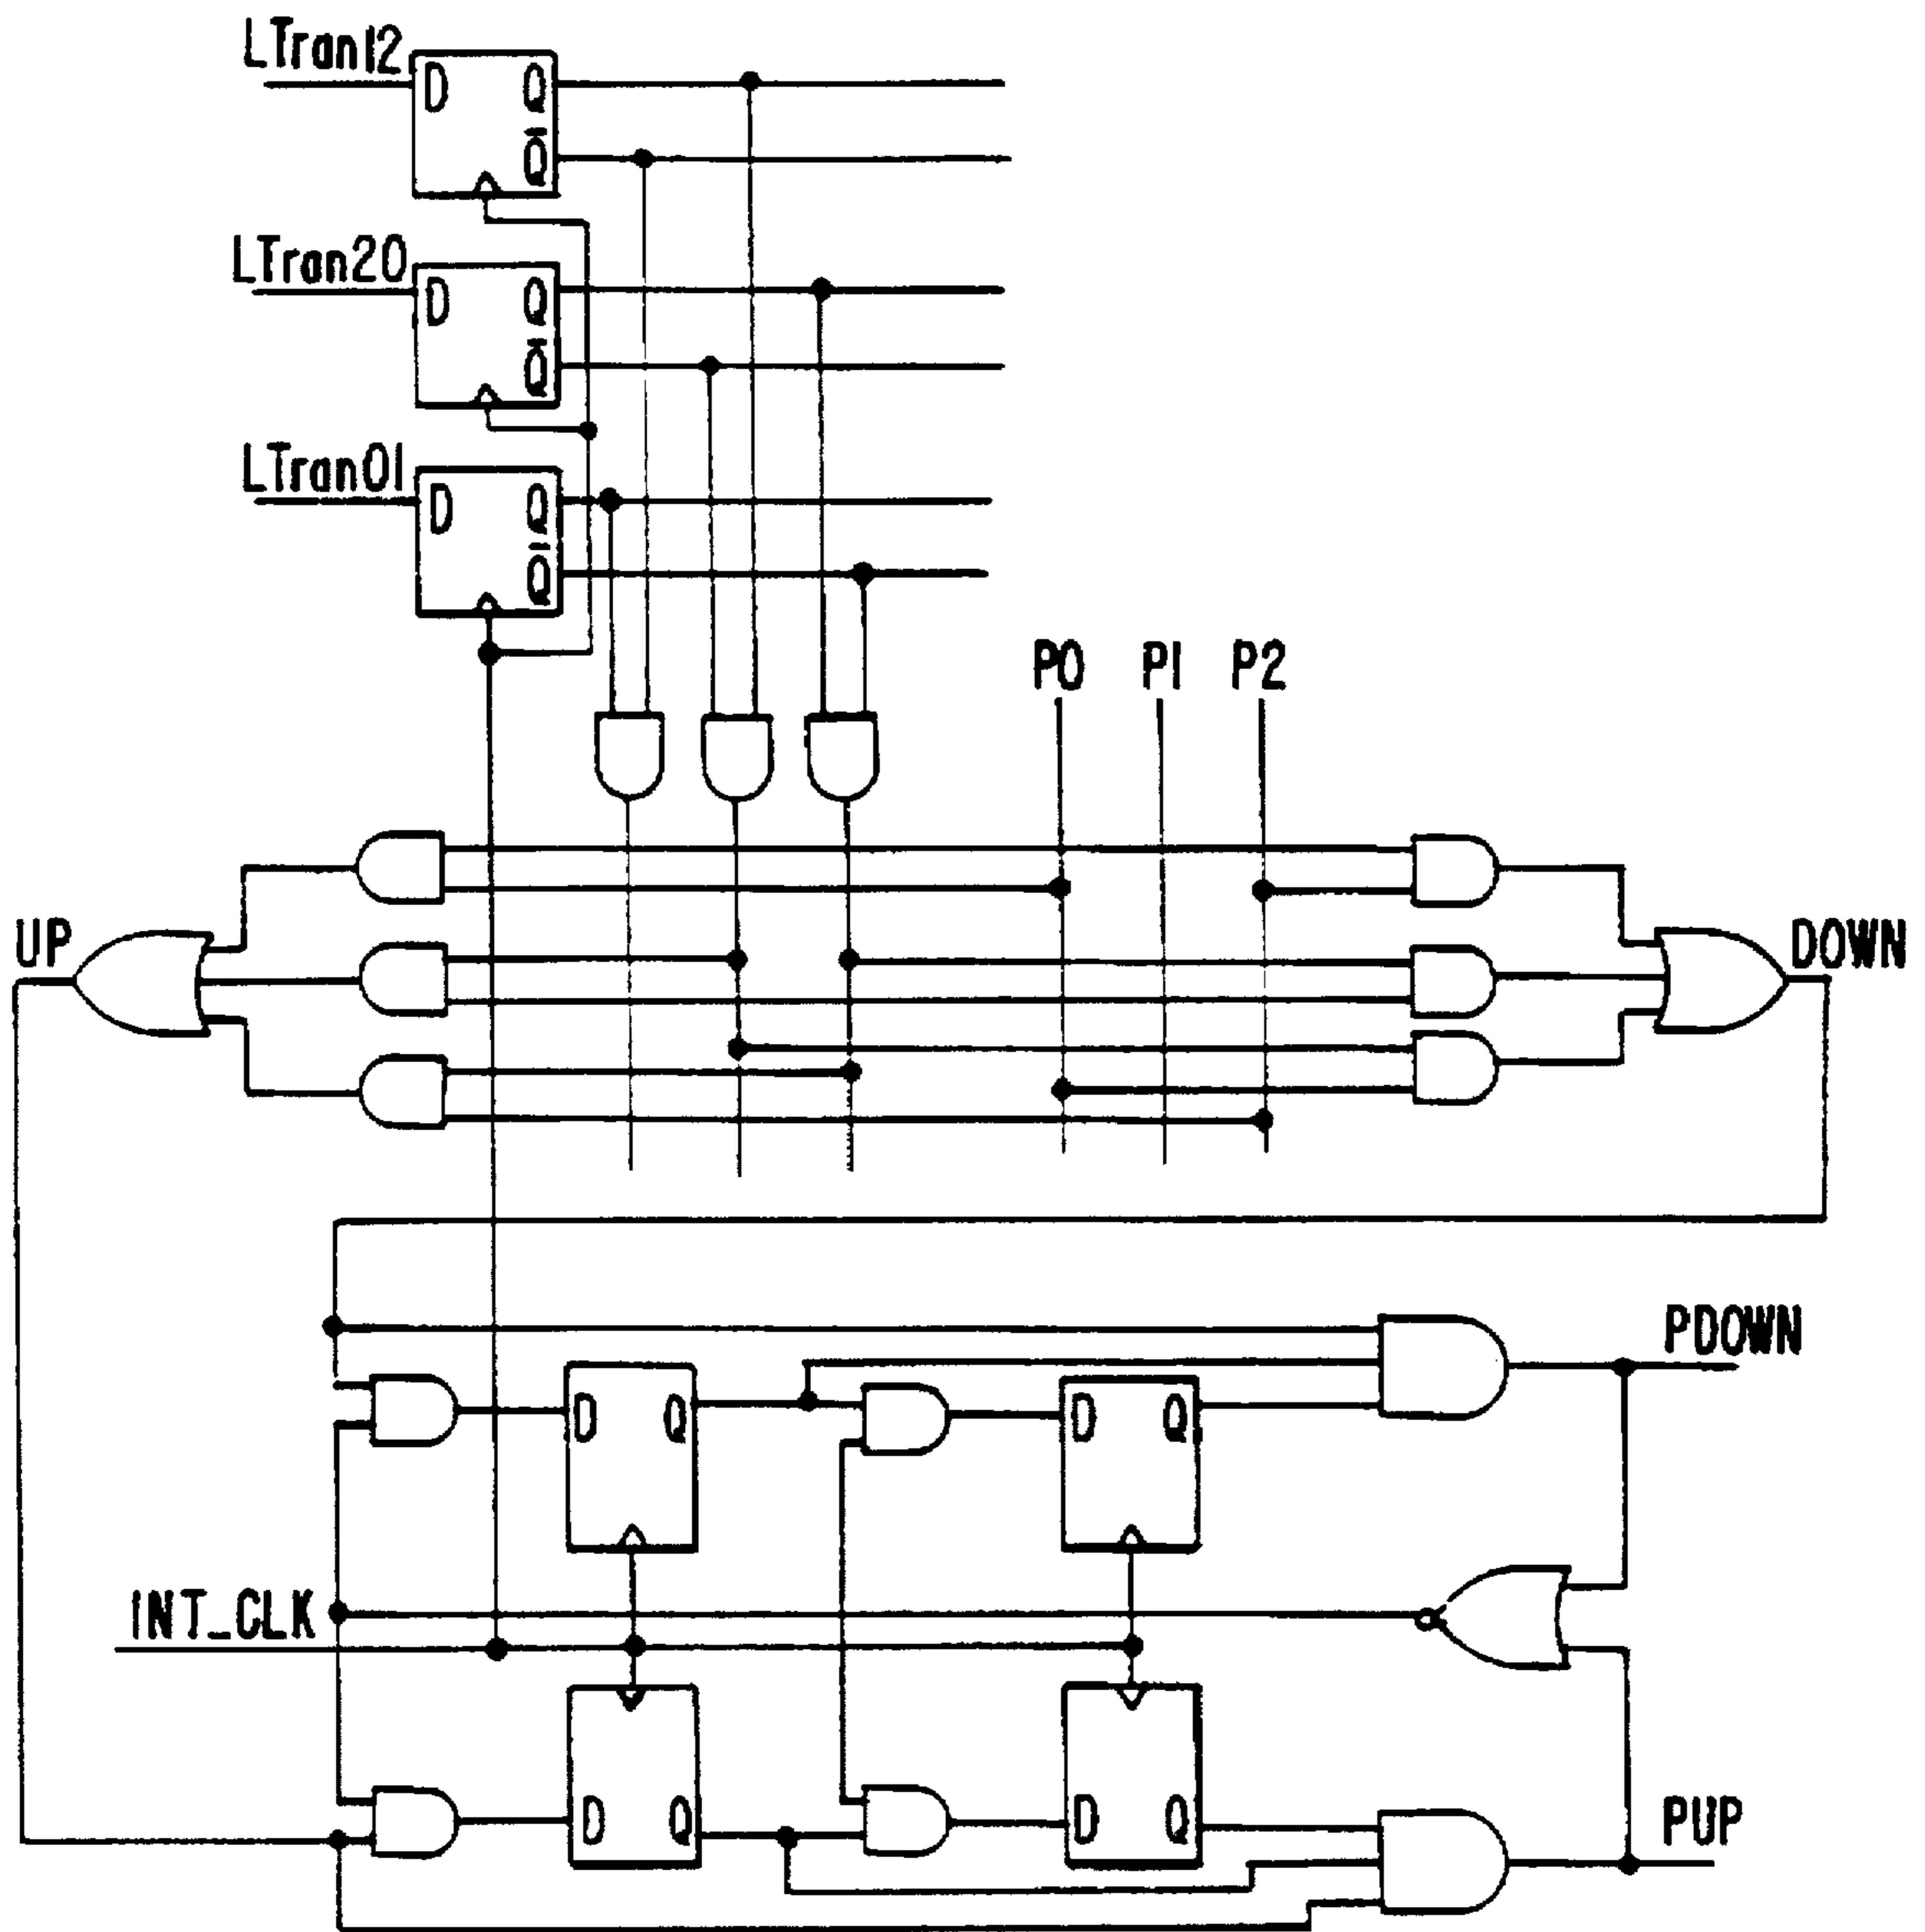 LTran12
D Q
Q̅
LTran20
D Q
Q̅
LTran01
D Q
Q̅
P0 P1 P2
UP
DOWN
PDOWN
D Q D Q
INT_CLK
D Q D Q
PUP